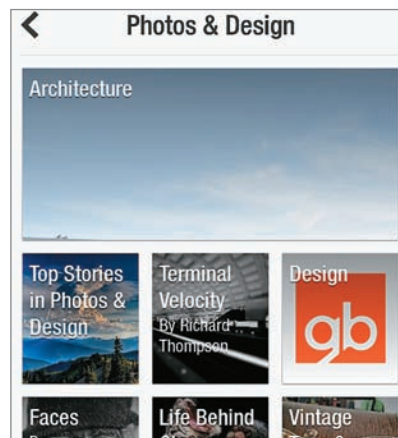 Photos & Design
Architecture
Top Stories
in Photos &
Design
Terminal
Velocity
By Richard
Thompson
Design
gb
Faces
Life Behind
Vintage